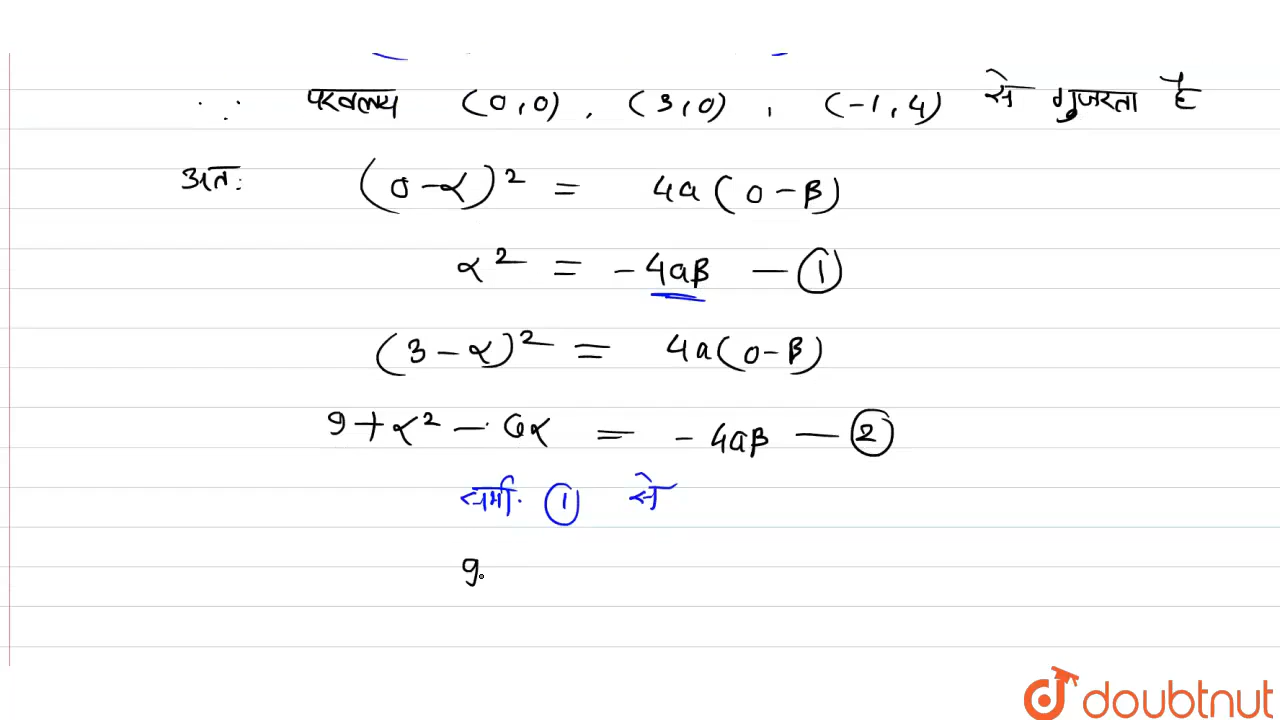 ∵ परवलय (0,0), (3,0), (-1,4) से गुजरता है
अतः (0-α)² = 4a(0-β)
α² = -4aβ — ①
(3-α)² = 4a(0-β)
9+α² - 6α = -4aβ — ②
समी. ① से
9
doubtnut